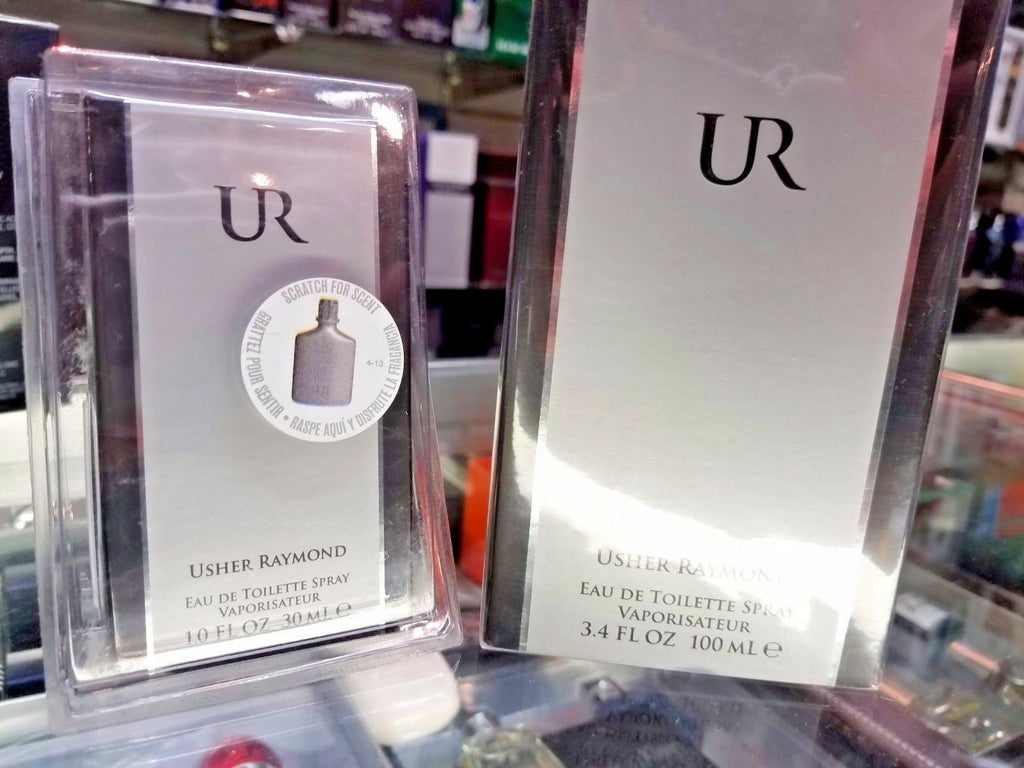 UR
SCRATCH FOR SCENT
GRATTEZ POUR SENTIR • RASPE AQUÍ Y DISFRUTE LA FRAGANCIA
4-13
USHER RAYMOND
EAU DE TOILETTE SPRAY
VAPORISATEUR
1.0 FL OZ 30 ML ℮
UR
USHER RAYMOND
EAU DE TOILETTE SPRAY
VAPORISATEUR
3.4 FL OZ 100 ML ℮